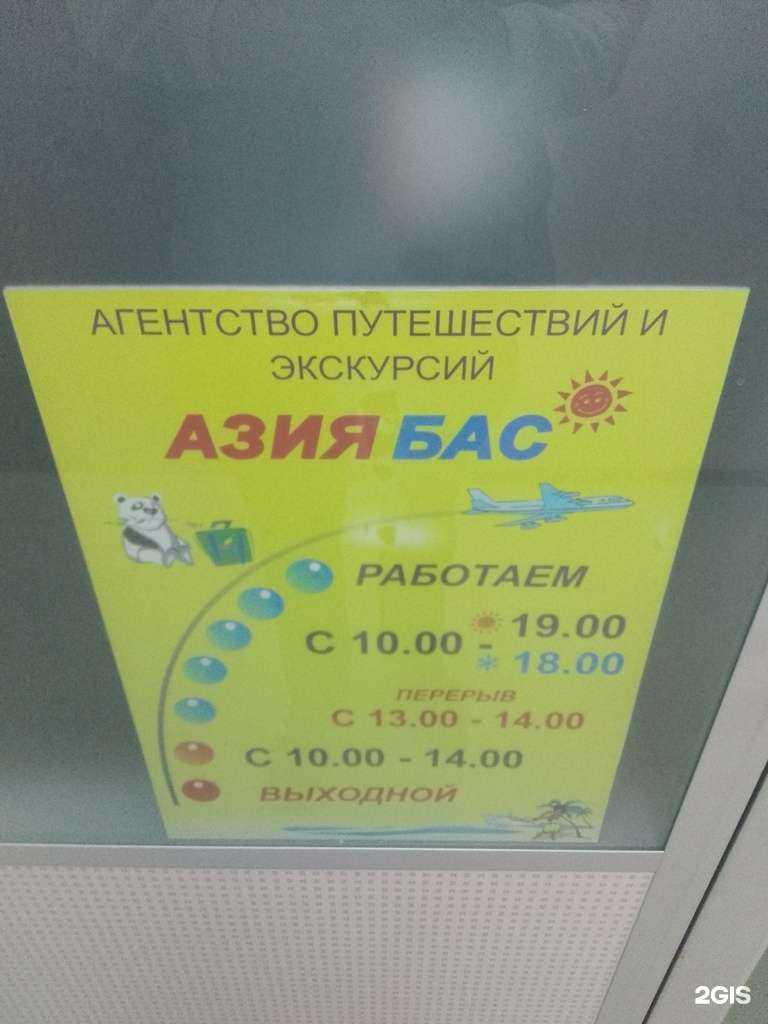 АГЕНТСТВО ПУТЕШЕСТВИЙ И
ЭКСКУРСИЙ
АЗИЯ БАС
РАБОТАЕМ
С 10.00 - 19.00
* 18.00
ПЕРЕРЫВ
С 13.00 - 14.00
С 10.00 - 14.00
ВЫХОДНОЙ
2GIS